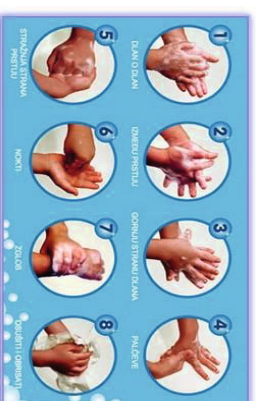 1
DLAN O DLAN
2
IZMEĐU PRSTIJU
3
GORNJU STRANU DLANA
4
PALČEVE
5
STRAŽNJA STRANA
PRSTIJU
6
NOKTI
7
ZGLOB
8
OSUŠITI I OBRISATI